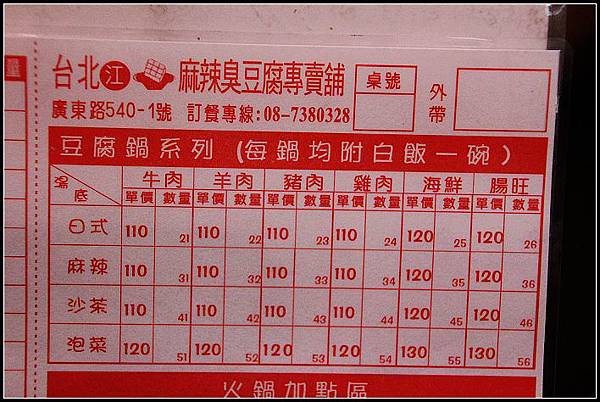 台北江麻辣臭豆腐專賣舖 桌號 外帶
廣東路540-1號 訂餐專線:08-7380328
豆腐鍋系列(每鍋均附白飯一碗)
湯底 牛肉 羊肉 豬肉 雞肉 海鮮 腸旺
單價 數量 單價 數量 單價 數量 單價 數量 單價 數量 單價 數量
日式 110 21 110 22 110 23 110 24 120 25 120 26
麻辣 110 31 110 32 110 33 110 34 120 35 120 36
沙茶 110 41 110 42 110 43 110 44 120 45 120 46
泡菜 120 51 120 52 120 53 120 54 130 55 130 56
火鍋加點區
量